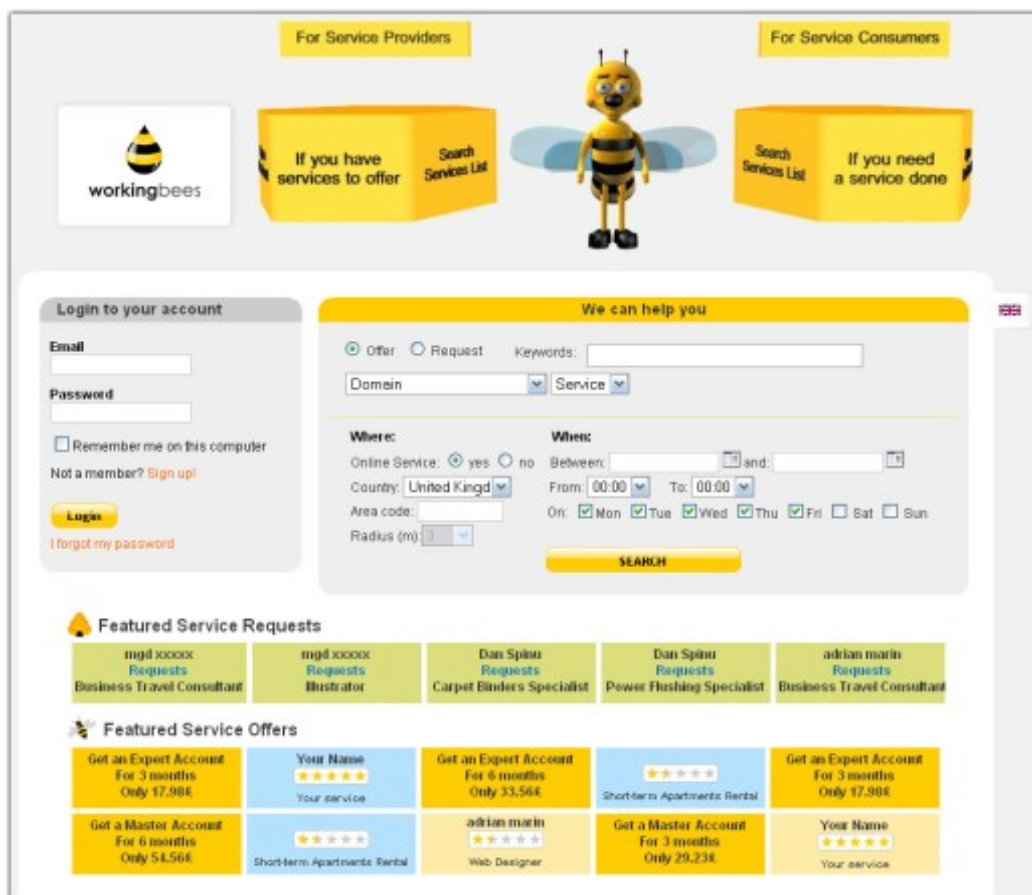 For Service Providers
For Service Consumers
workingbees
If you have
services to offer
Search
Services List
Search
Services List
If you need
a service done
Login to your account
Email
Password
Remember me on this computer
Not a member? Sign up!
Login
I forgot my password
We can help you
Offer Request Keywords:
Domain Service
Where:
Online Service: yes no
Country: United Kingd
Area code:
Radius (m): 3
When:
Between: and:
From: 00:00 To: 00:00
On: Mon Tue Wed Thu Fri Sat Sun
SEARCH
Featured Service Requests
mgd xxxxx
Requests
Business Travel Consultant
mgd xxxxx
Requests
Illustrator
Dan Spinu
Requests
Carpet Binders Specialist
Dan Spinu
Requests
Power Flushing Specialist
adrian marin
Requests
Business Travel Consultant
Featured Service Offers
Get an Expert Account
For 3 months
Only 17.98£
Your Name
Your service
Get an Expert Account
For 6 months
Only 33.56£
Short-term Apartments Rental
Get an Expert Account
For 3 months
Only 17.98£
Get a Master Account
For 6 months
Only 54.56£
Short-term Apartments Rental
adrian marin
Web Designer
Get a Master Account
For 3 months
Only 29.23£
Your Name
Your service